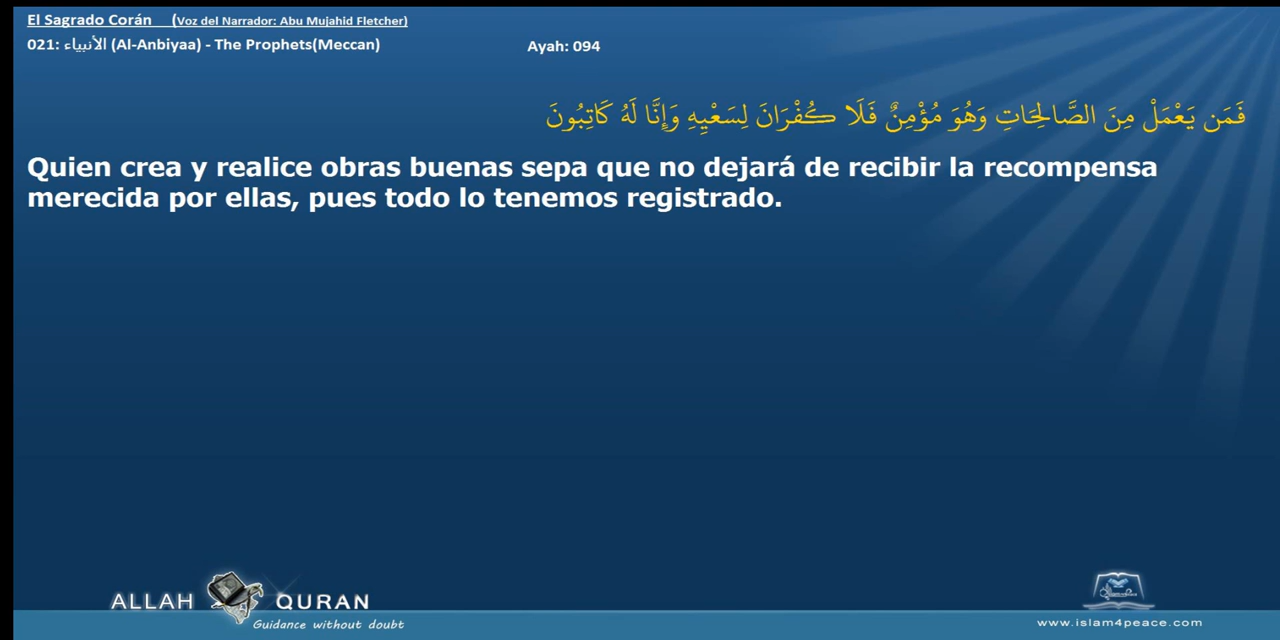 El Sagrado Corán (Voz del Narrador: Abu Mujahid Fletcher)
021: الأنبياء (Al-Anbiyaa) - The Prophets(Meccan) Ayah: 094
فَمَن يَعْمَلْ مِنَ الصَّالِحَاتِ وَهُوَ مُؤْمِنٌ فَلَا كُفْرَانَ لِسَعْيِهِ وَإِنَّا لَهُ كَاتِبُونَ
Quien crea y realice obras buenas sepa que no dejará de recibir la recompensa
merecida por ellas, pues todo lo tenemos registrado.
ALLAH QURAN
Guidance without doubt
www.islam4peace.com